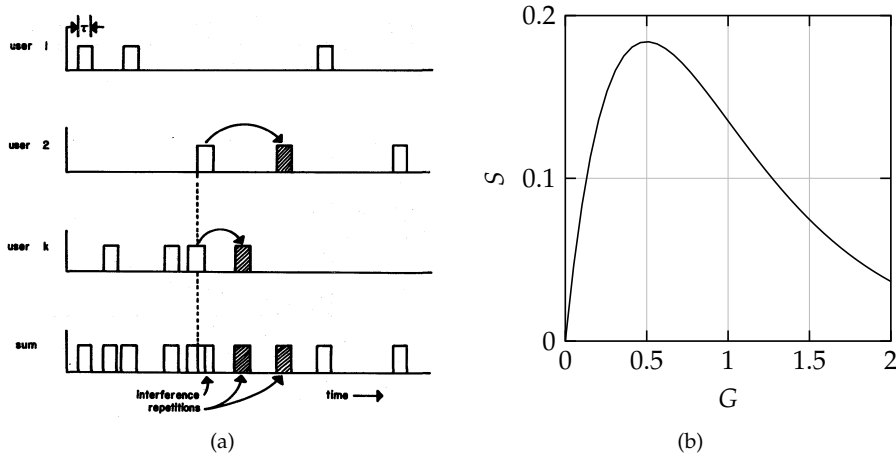 user 1
τ
user 2
user k
sum
interference
repetitions
time
(a)
0.2
0.1
0
S
0
0.5
1
1.5
2
G
(b)